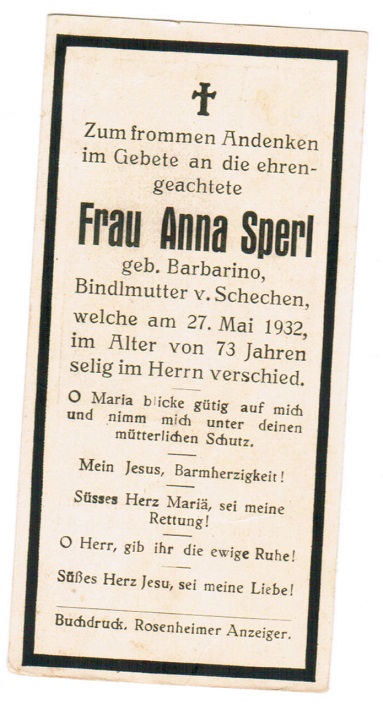 Zum frommen Andenken
im Gebete an die ehren-
geachtete
Frau Anna Sperl
geb. Barbarino,
Bindlmutter v. Schechen,
welche am 27. Mai 1932,
im Alter von 73 Jahren
selig im Herrn verschied.
O Maria blicke gütig auf mich
und nimm mich unter deinen
mütterlichen Schutz.
Mein Jesus, Barmherzigkeit!
Süsses Herz Mariä, sei meine
Rettung!
O Herr, gib ihr die ewige Ruhe!
Süßes Herz Jesu, sei meine Liebe!
Buchdruck. Rosenheimer Anzeiger.